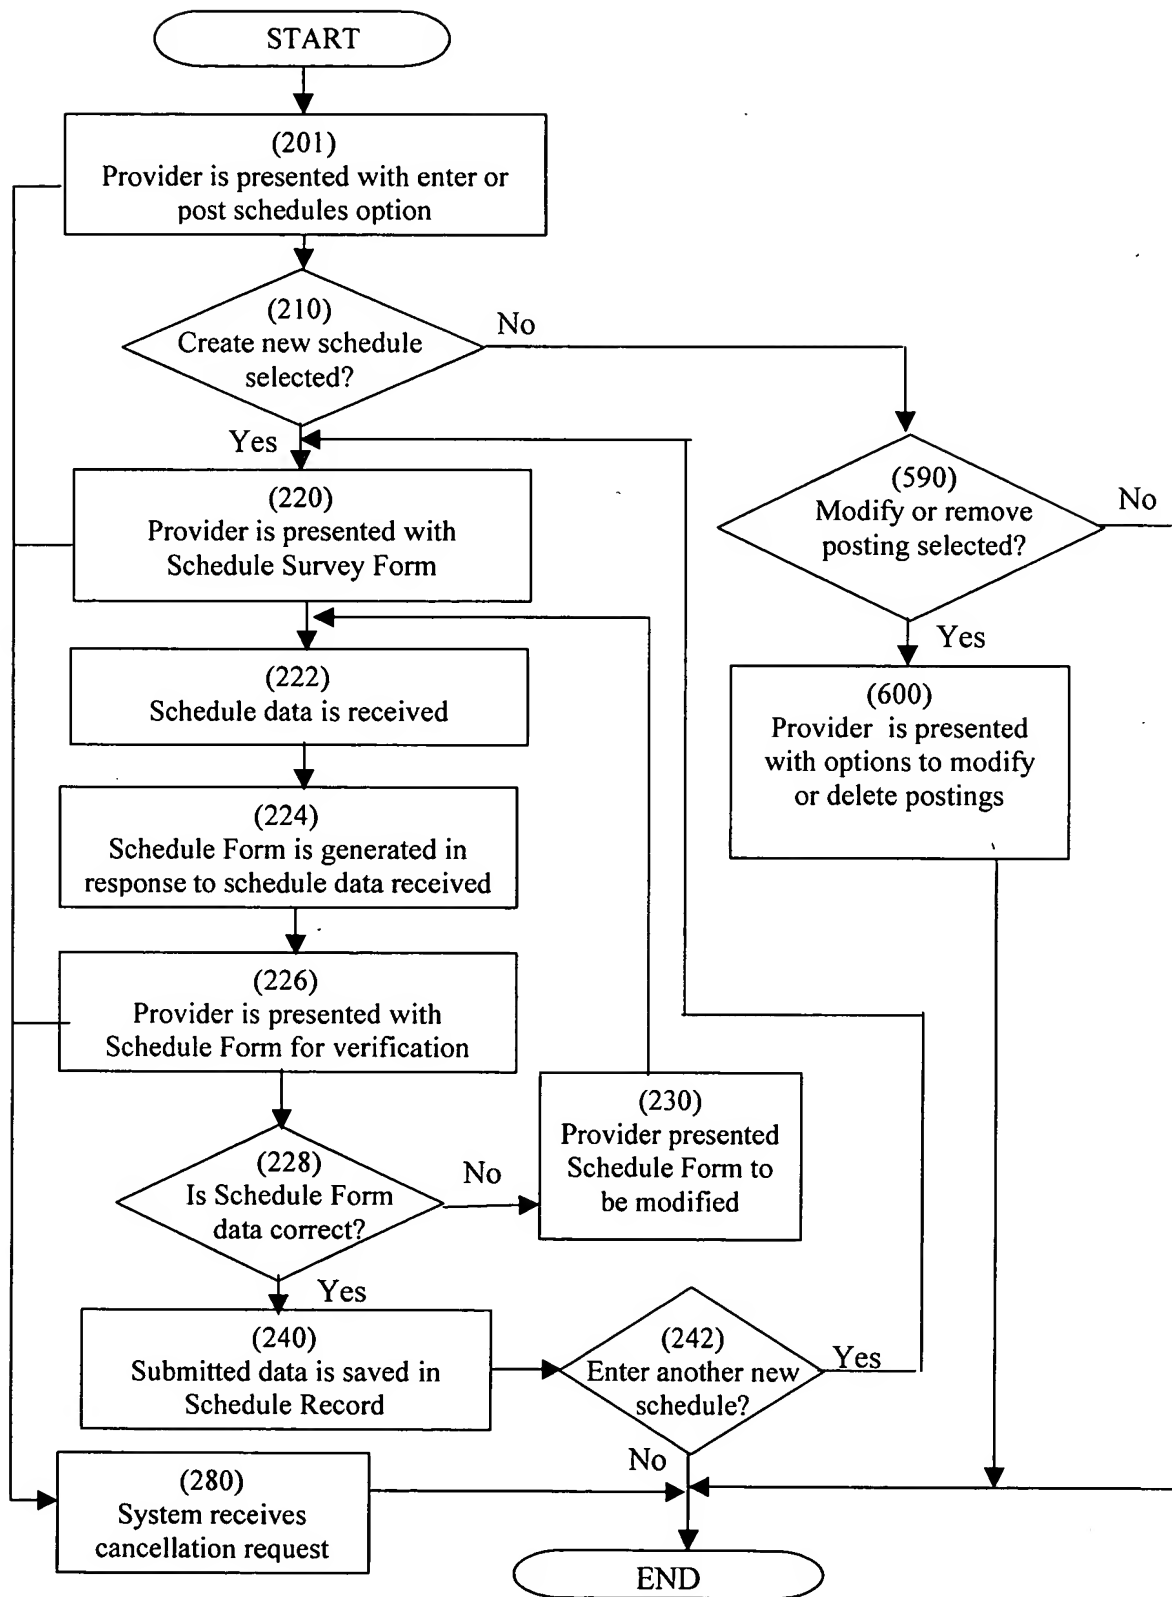 START
(201)
Provider is presented with enter or
post schedules option
(210)
Create new schedule
selected?
No
Yes
(590)
Modify or remove
posting selected?
No
Yes
(220)
Provider is presented with
Schedule Survey Form
(222)
Schedule data is received
(600)
Provider is presented
with options to modify
or delete postings
(224)
Schedule Form is generated in
response to schedule data received
(226)
Provider is presented with
Schedule Form for verification
(228)
Is Schedule Form
data correct?
No
Yes
(230)
Provider presented
Schedule Form to
be modified
(240)
Submitted data is saved in
Schedule Record
(242)
Enter another new
schedule?
Yes
No
(280)
System receives
cancellation request
END